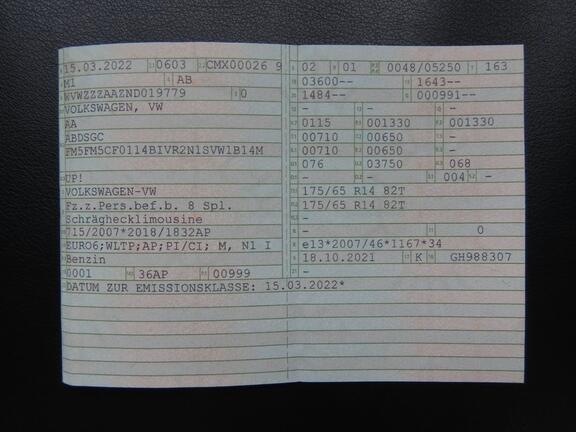 15.03.2022 0603 CMX00026 9
M1 AB
WVWZZZAAZND019779 0
VOLKSWAGEN, VW
AA
ABDSGC
FM5FM5CF0114BIVR2N1SVW1B14M
UP!
VOLKSWAGEN-VW
Fz.z.Pers.bef.b. 8 Spl.
Schräghecklimousine
715/2007*2018/1832AP
EURO6;WLTP;AP;PI/CI; M, N1 I
Benzin
0001 36AP 00999
DATUM ZUR EMISSIONSKLASSE: 15.03.2022*
02 01 0048/05250 163
03600-- 1643--
1484-- 000991--
- - -
0115 001330 001330
00710 00650 -
00710 00650 -
076 03750 068
- - 004 -
175/65 R14 82T
175/65 R14 82T
-
- 0
e13*2007/46*1167*34
18.10.2021 K GH988307
-